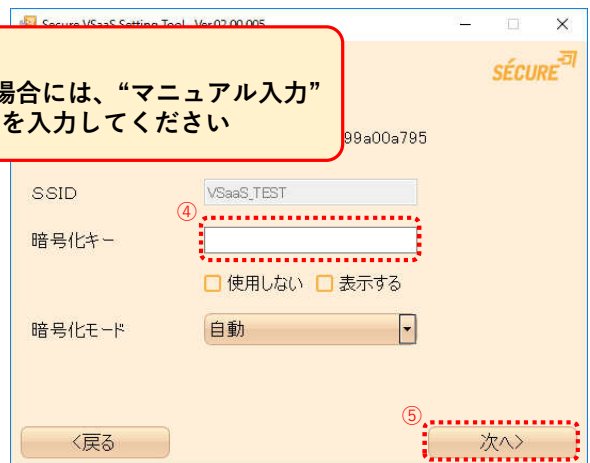 Secure VSaaS Setting Tool Ver.02.00.005
SÉCURE
場合には、“マニュアル入力”
を入力してください
99a00a795
SSID
VSaaS_TEST
④
暗号化キー
使用しない 表示する
暗号化モード
自動
⑤
<戻る
次へ>